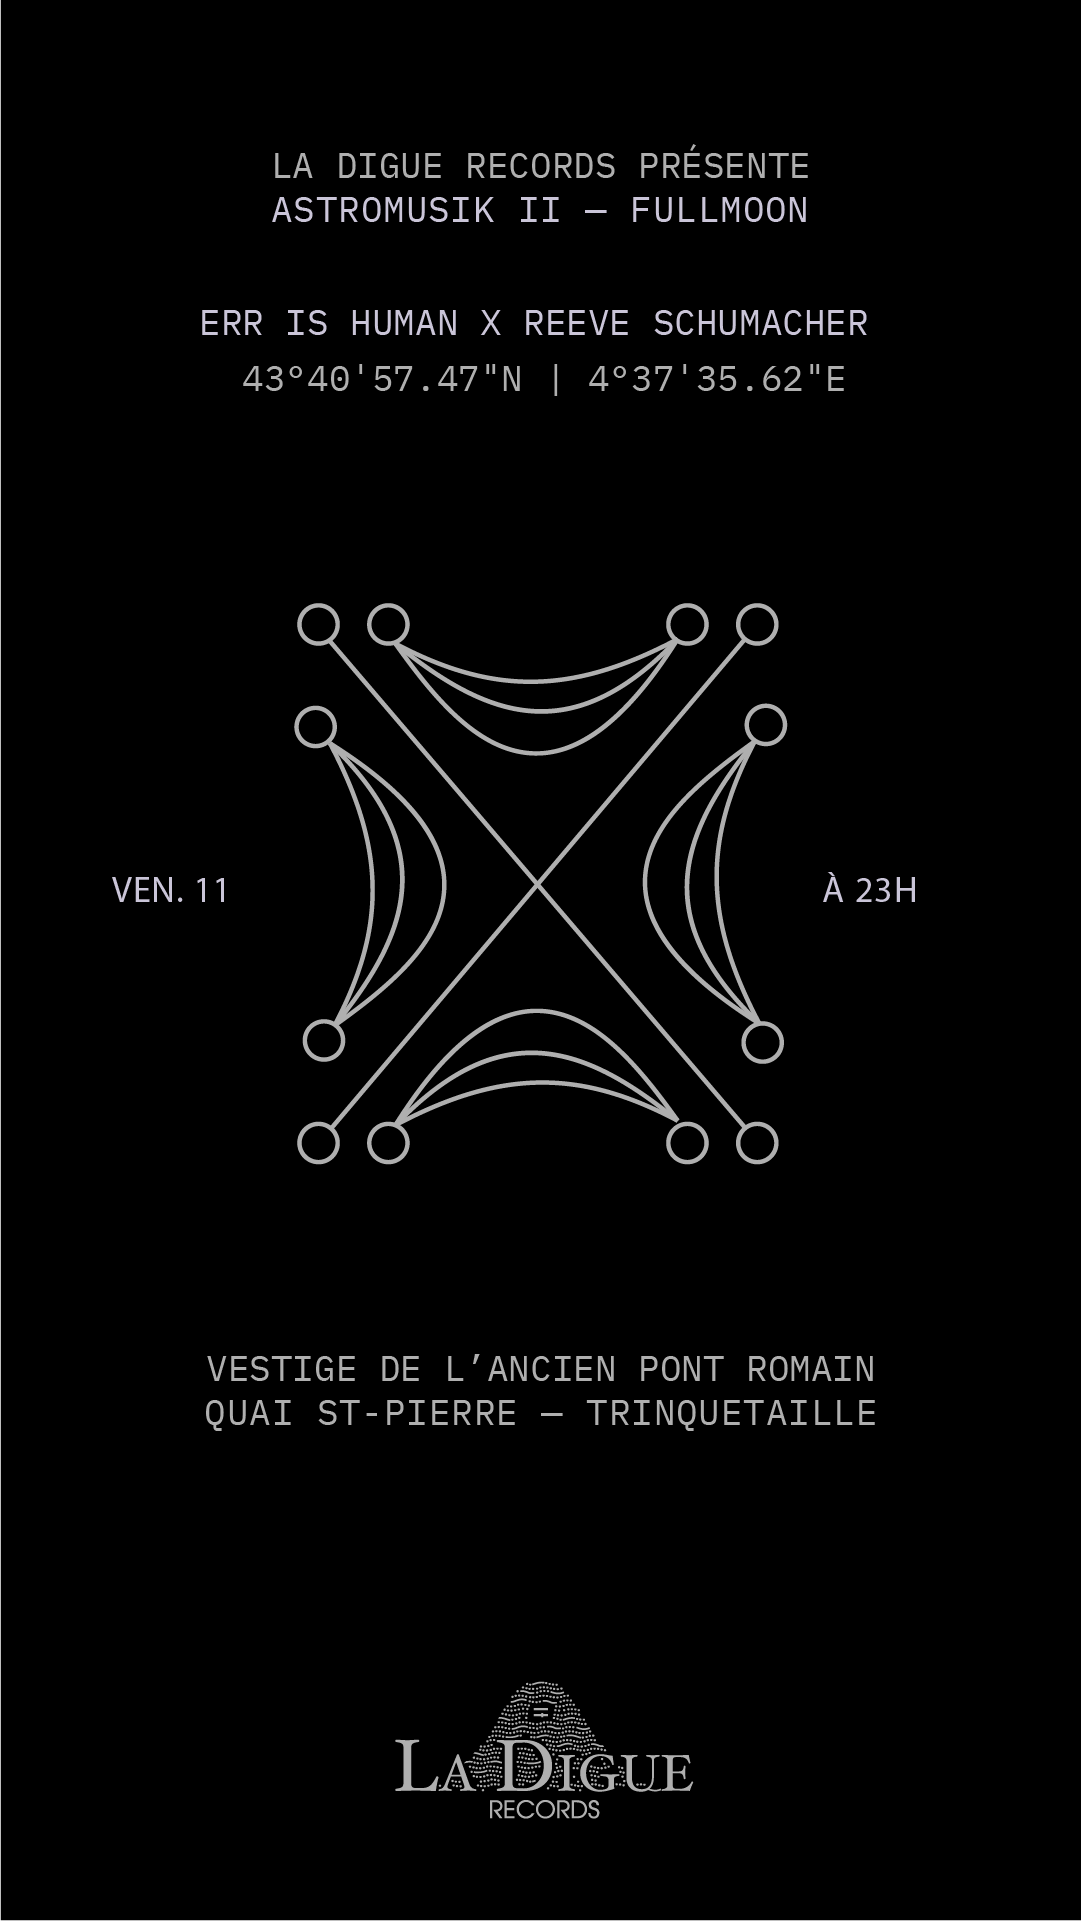 LA DIGUE RECORDS PRÉSENTE
ASTROMUSIK II — FULLMOON
ERR IS HUMAN X REEVE SCHUMACHER
43°40'57.47"N | 4°37'35.62"E
VEN. 11
À 23H
VESTIGE DE L’ANCIEN PONT ROMAIN
QUAI ST-PIERRE — TRINQUETAILLE
LA DIGUE
RECORDS